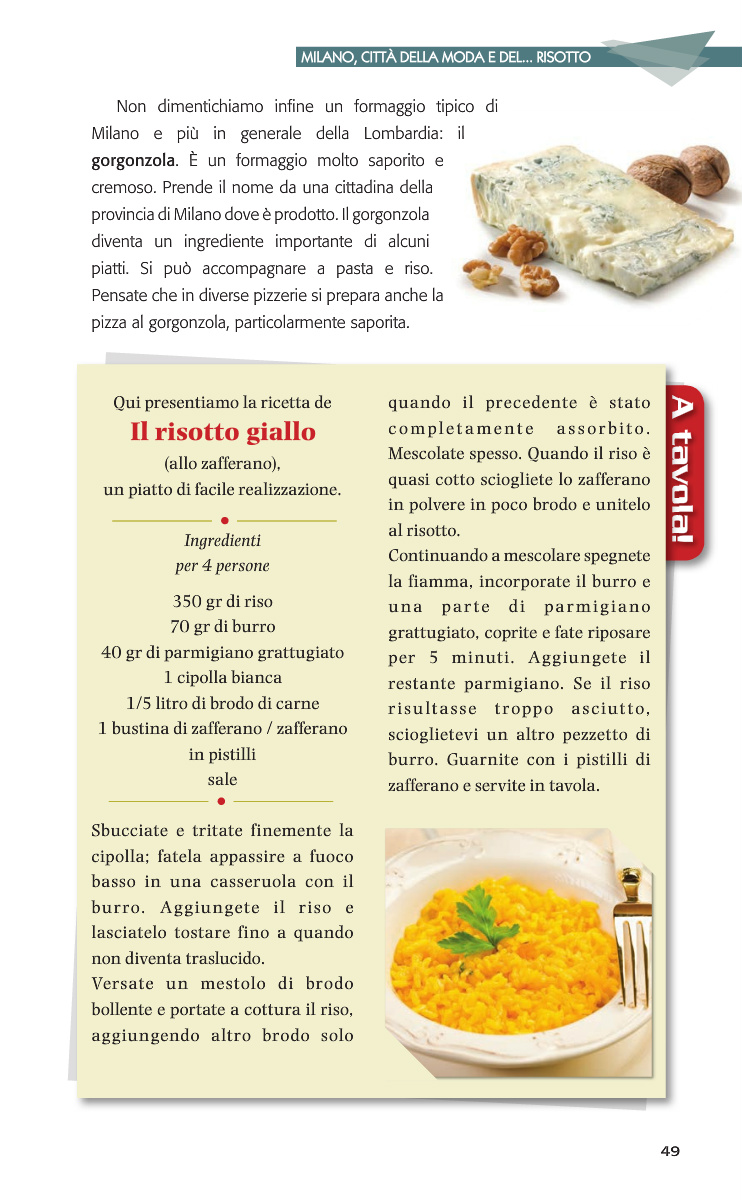 MILANO, CITTÀ DELLA MODA E DEL... RISOTTO
Non dimentichiamo infine un formaggio tipico di
Milano e più in generale della Lombardia: il
gorgonzola. È un formaggio molto saporito e
cremoso. Prende il nome da una cittadina della
provincia di Milano dove è prodotto. Il gorgonzola
diventa un ingrediente importante di alcuni
piatti. Si può accompagnare a pasta e riso.
Pensate che in diverse pizzerie si prepara anche la
pizza al gorgonzola, particolarmente saporita.
A tavola!
Qui presentiamo la ricetta de
Il risotto giallo
(allo zafferano),
un piatto di facile realizzazione.
Ingredienti
per 4 persone
350 gr di riso
70 gr di burro
40 gr di parmigiano grattugiato
1 cipolla bianca
1/5 litro di brodo di carne
1 bustina di zafferano / zafferano
in pistilli
sale
Sbucciate e tritate finemente la
cipolla; fatela appassire a fuoco
basso in una casseruola con il
burro. Aggiungete il riso e
lasciatelo tostare fino a quando
non diventa traslucido.
Versate un mestolo di brodo
bollente e portate a cottura il riso,
aggiungendo altro brodo solo
quando il precedente è stato
completamente assorbito.
Mescolate spesso. Quando il riso è
quasi cotto sciogliete lo zafferano
in polvere in poco brodo e unitelo
al risotto.
Continuando a mescolare spegnete
la fiamma, incorporate il burro e
una parte di parmigiano
grattugiato, coprite e fate riposare
per 5 minuti. Aggiungete il
restante parmigiano. Se il riso
risultasse troppo asciutto,
scioglietevi un altro pezzetto di
burro. Guarnite con i pistilli di
zafferano e servite in tavola.
49